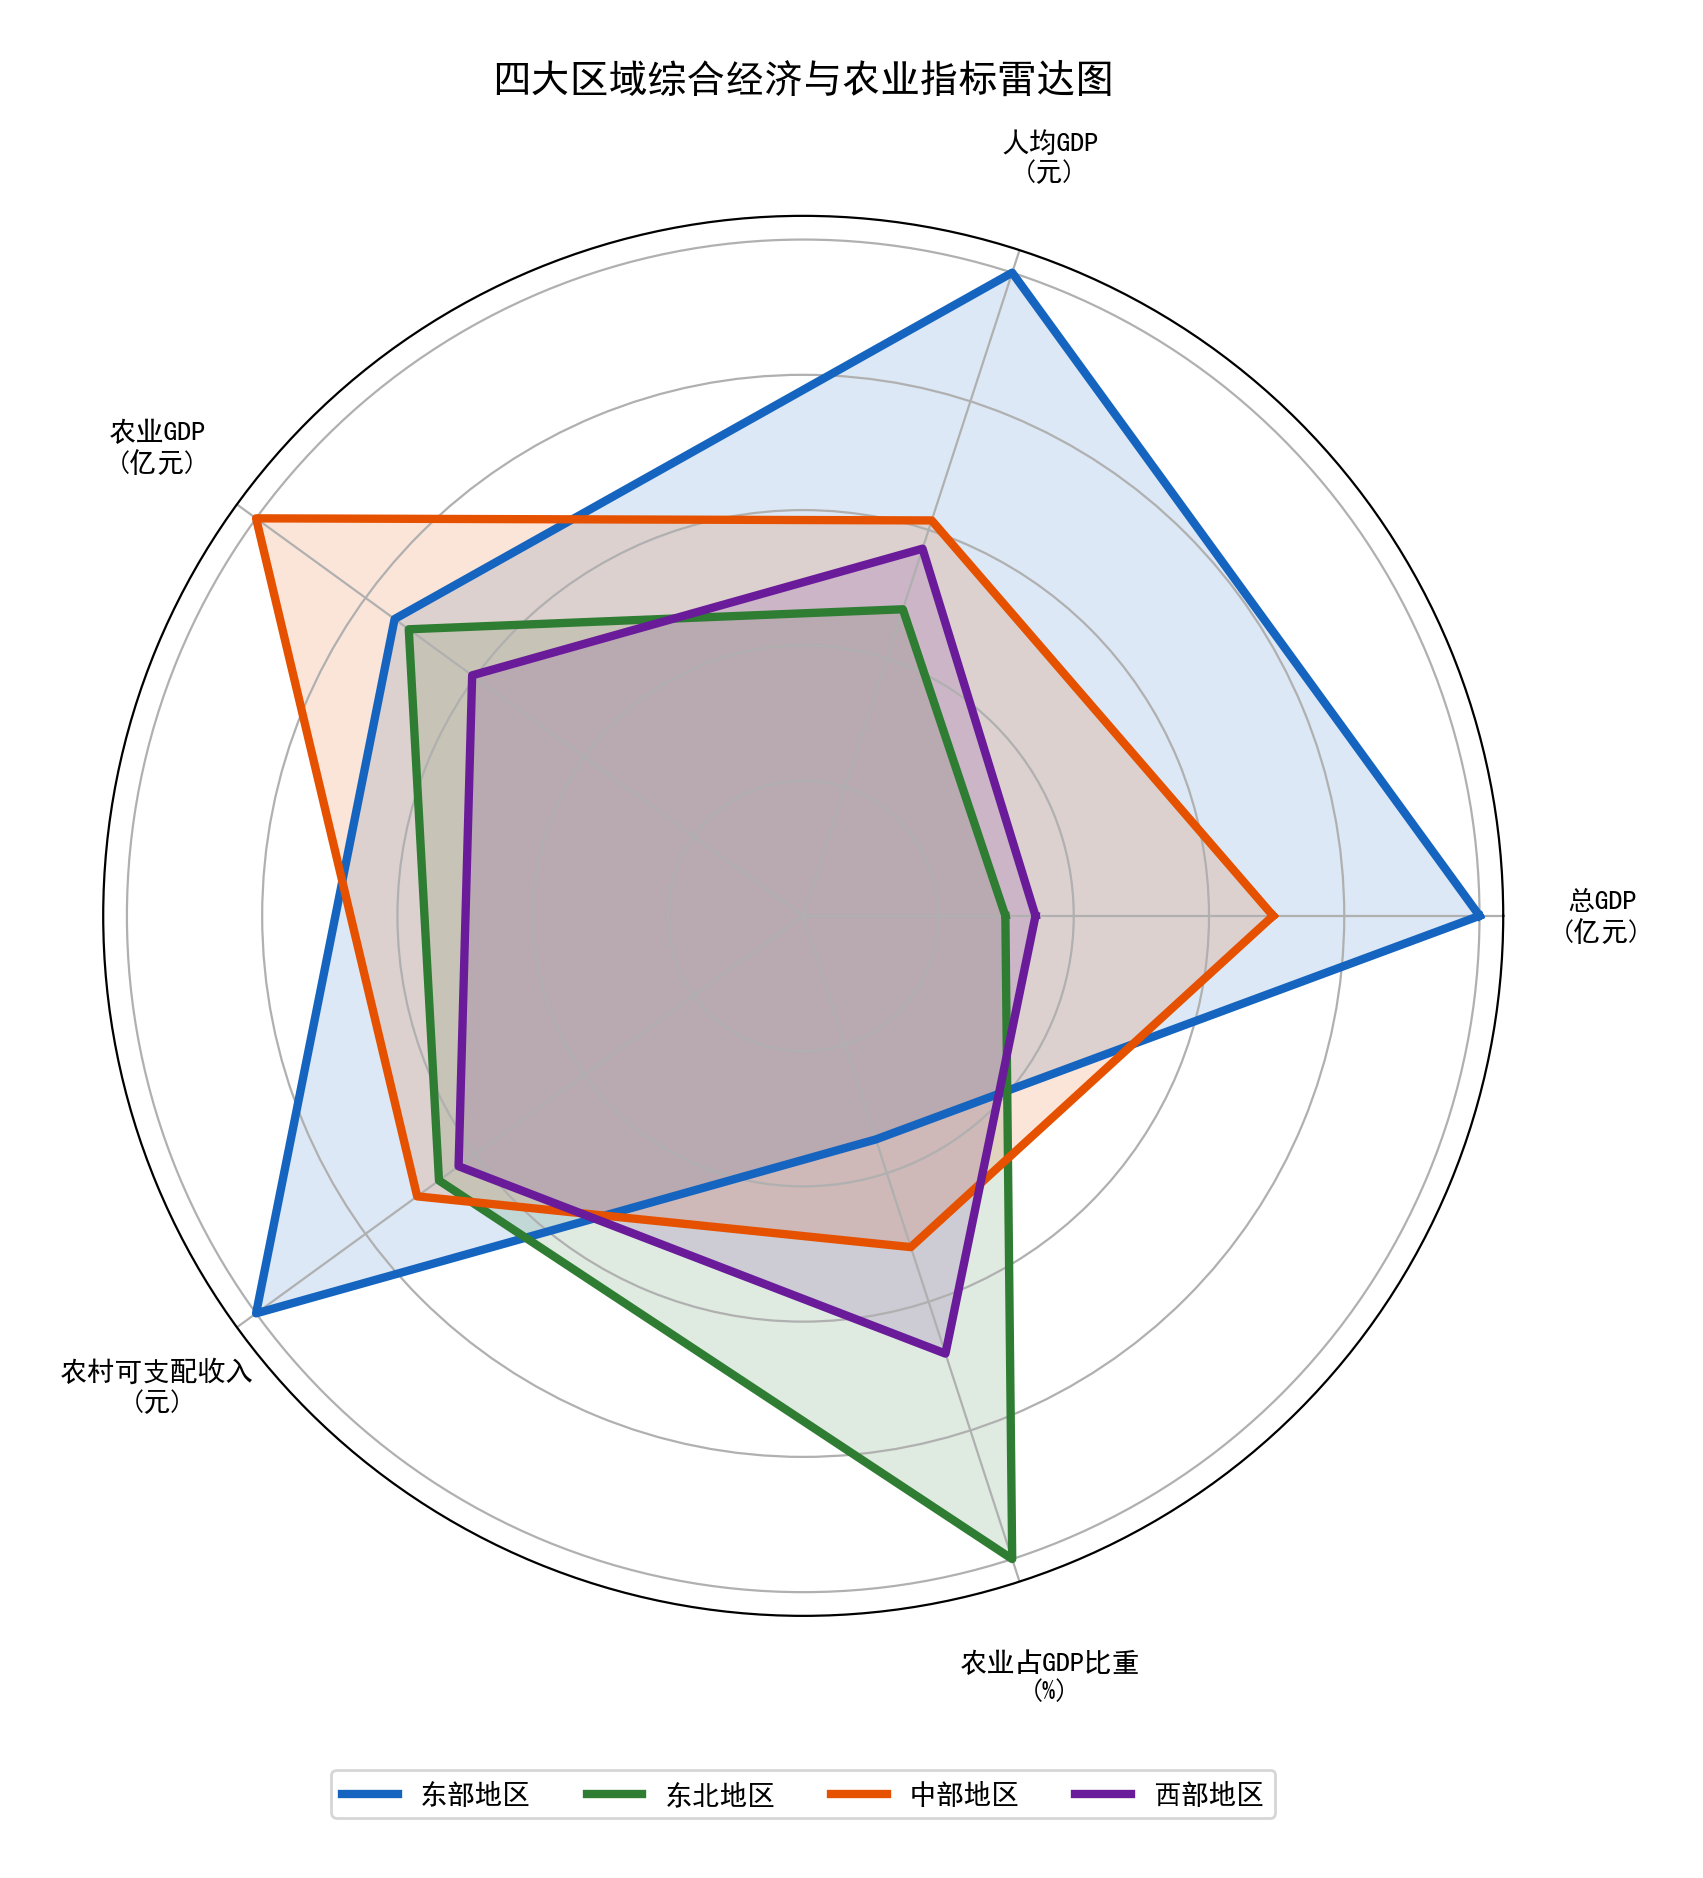 四大区域综合经济与农业指标雷达图
人均GDP
(元)
农业GDP
(亿元)
总GDP
(亿元)
农村可支配收入
(元)
农业占GDP比重
(%)
东部地区 东北地区 中部地区 西部地区